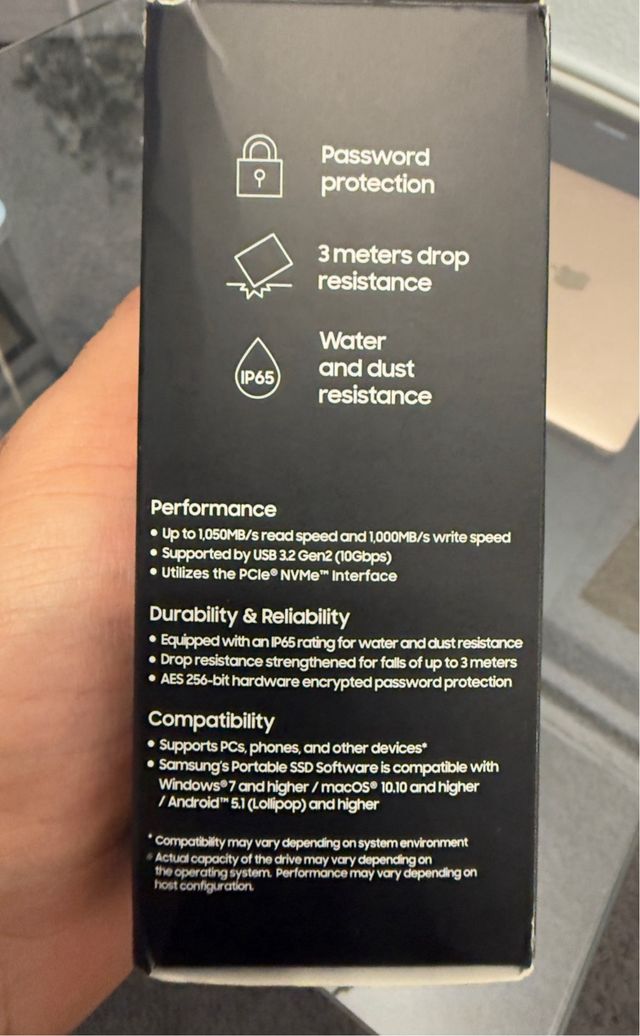 Password
protection
3 meters drop
resistance
IP65
Water
and dust
resistance
Performance
• Up to 1,050MB/s read speed and 1,000MB/s write speed
• Supported by USB 3.2 Gen2 (10Gbps)
• Utilizes the PCIe® NVMe™ Interface
Durability & Reliability
• Equipped with an IP65 rating for water and dust resistance
• Drop resistance strengthened for falls of up to 3 meters
• AES 256-bit hardware encrypted password protection
Compatibility
• Supports PCs, phones, and other devices*
• Samsung's Portable SSD Software is compatible with
Windows® 7 and higher / macOS® 10.10 and higher
/ Android™ 5.1 (Lollipop) and higher
* Compatibility may vary depending on system environment
※ Actual capacity of the drive may vary depending on
the operating system. Performance may vary depending on
host configuration.